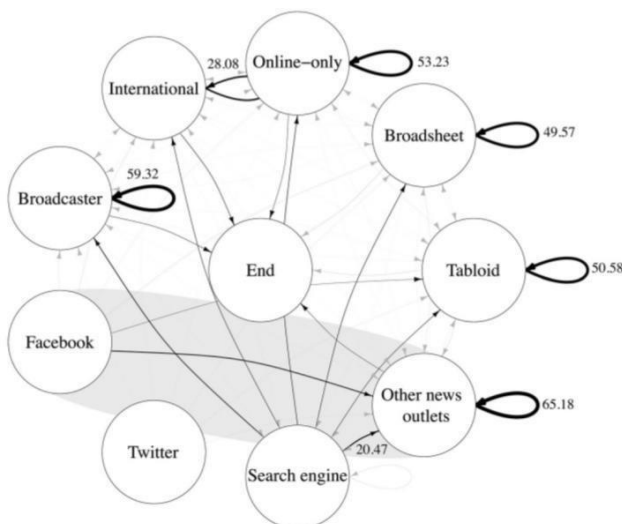 28.08
Online−only
53.23
International
Broadsheet
49.57
59.32
Broadcaster
End
Tabloid
50.58
Facebook
Other news
outlets
65.18
Twitter
20.47
Search engine